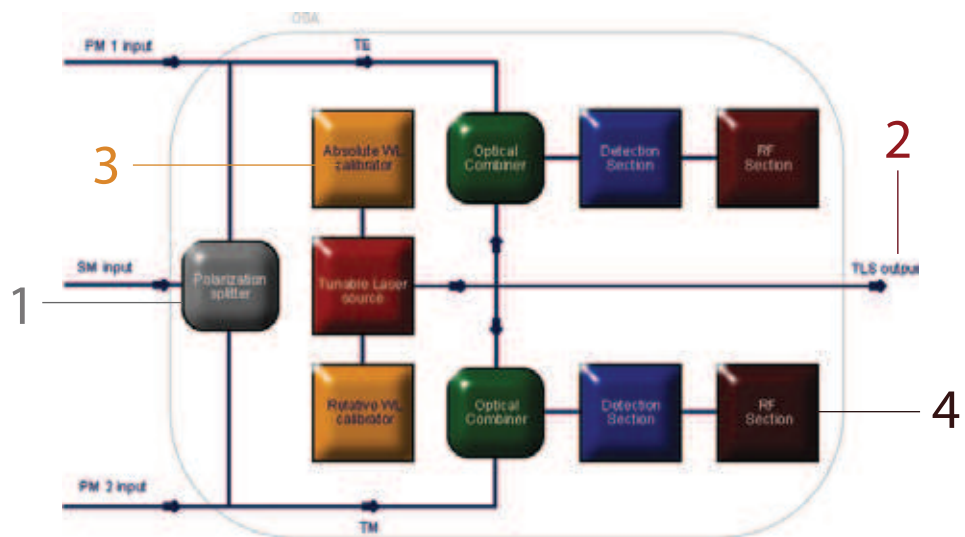 OSA
PM 1 input
TE
3
Absolute WL
calibrator
Optical
Combiner
Detection
Section
RF
Section
2
SM input
1
Polarization
splitter
Tunable Laser
source
TLS output
Relative WL
calibrator
Optical
Combiner
Detection
Section
RF
Section
4
PM 2 input
TM